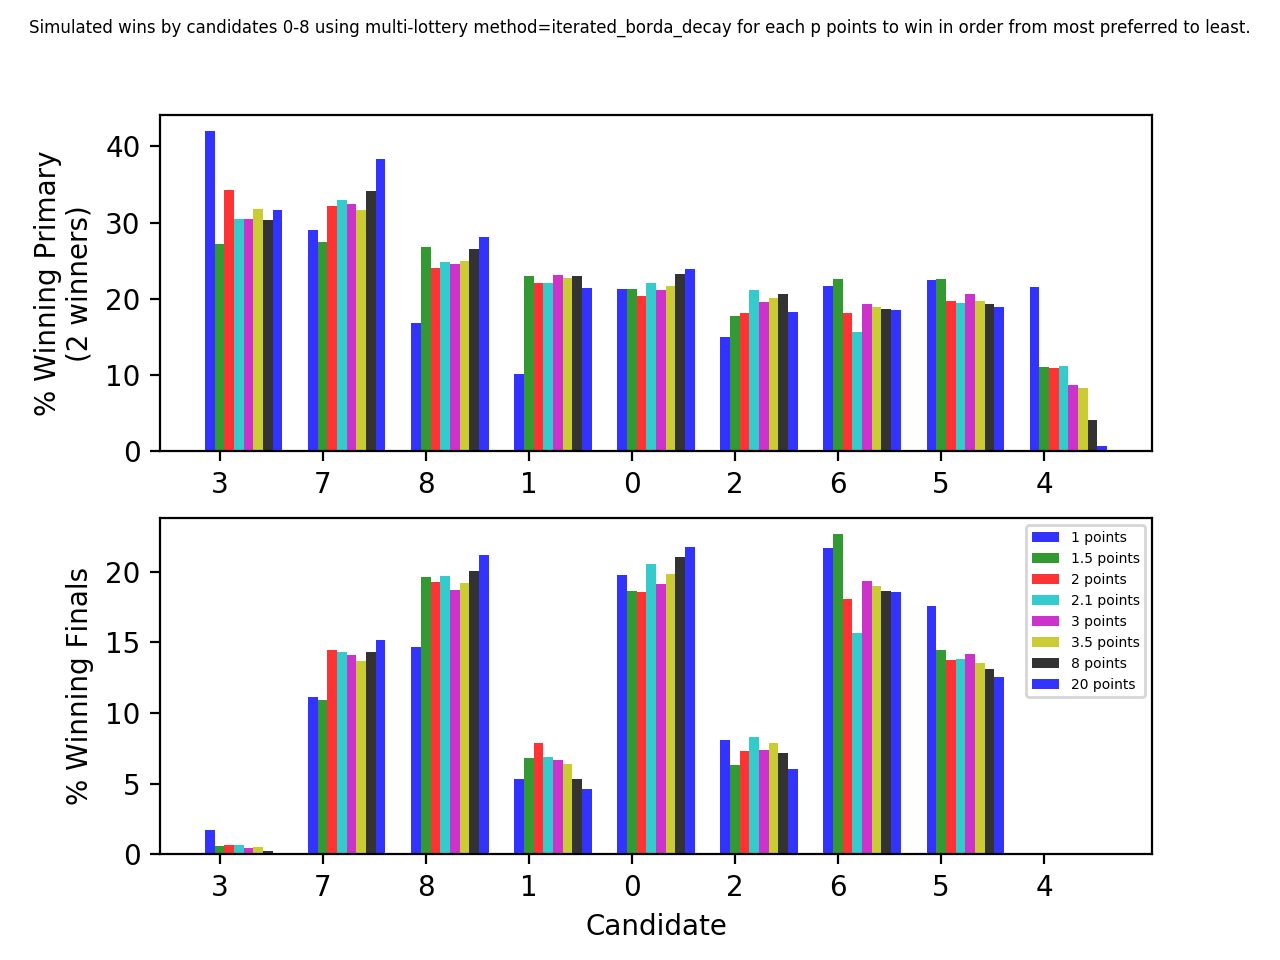 Simulated wins by candidates 0-8 using multi-lottery method=iterated_borda_decay for each p points to win in order from most preferred to least.
% Winning Primary
(2 winners)
40
30
20
10
0
3 7 8 1 0 2 6 5 4
% Winning Finals
20
15
10
5
0
1 points
1.5 points
2 points
2.1 points
3 points
3.5 points
8 points
20 points
3 7 8 1 0 2 6 5 4
Candidate